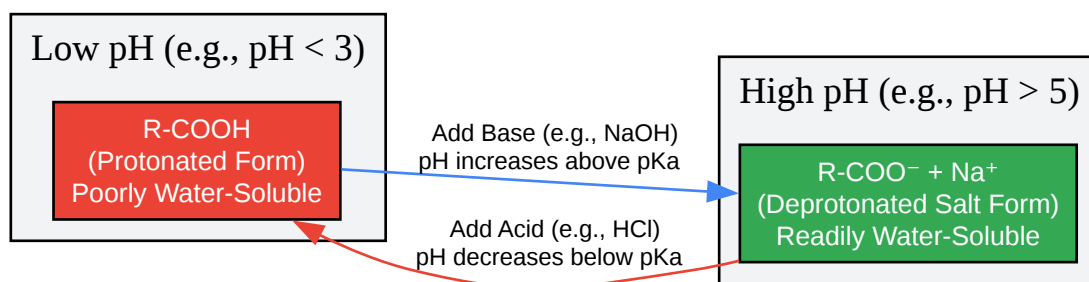 Low pH (e.g., pH < 3)
R-COOH
(Protonated Form)
Poorly Water-Soluble
Add Base (e.g., NaOH)
pH increases above pKa
Add Acid (e.g., HCl)
pH decreases below pKa
High pH (e.g., pH > 5)
R-COO⁻ + Na⁺
(Deprotonated Salt Form)
Readily Water-Soluble